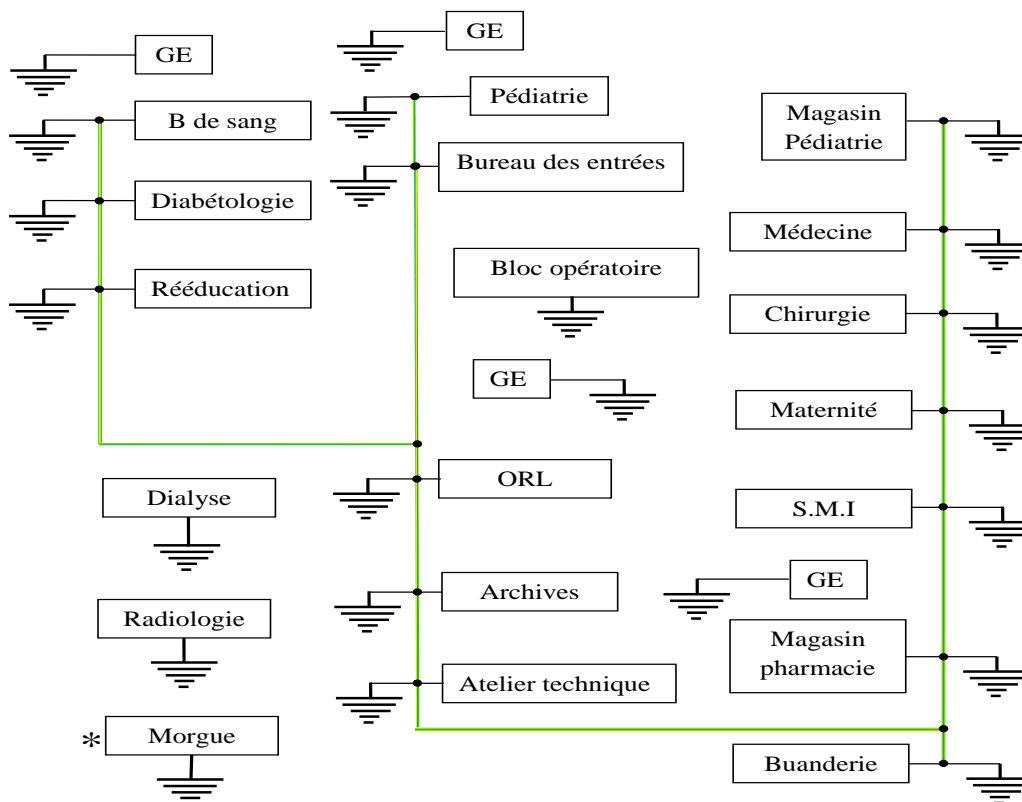 GE
B de sang
Diabétologie
Rééducation
Dialyse
Radiologie
* Morgue
GE
Pédiatrie
Bureau des entrées
Bloc opératoire
GE
ORL
Archives
Atelier technique
Magasin
Pédiatrie
Médecine
Chirurgie
Maternité
S.M.I
GE
Magasin
pharmacie
Buanderie